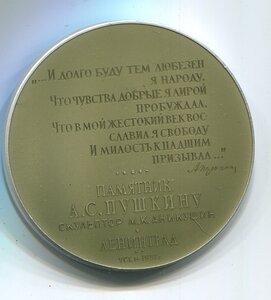 "...И долго буду тем любезен
я народу,
Что чувства добрые я лирой
пробуждал,
Что в мой жестокий век вос-
славил я свободу
И милость к падшим
призывал..."
А. Пушкин
ПАМЯТНИК
А.С. ПУШКИНУ
СКУЛЬПТОР М.К. АНИКУШИН
ЛЕНИНГРАД
1957г.